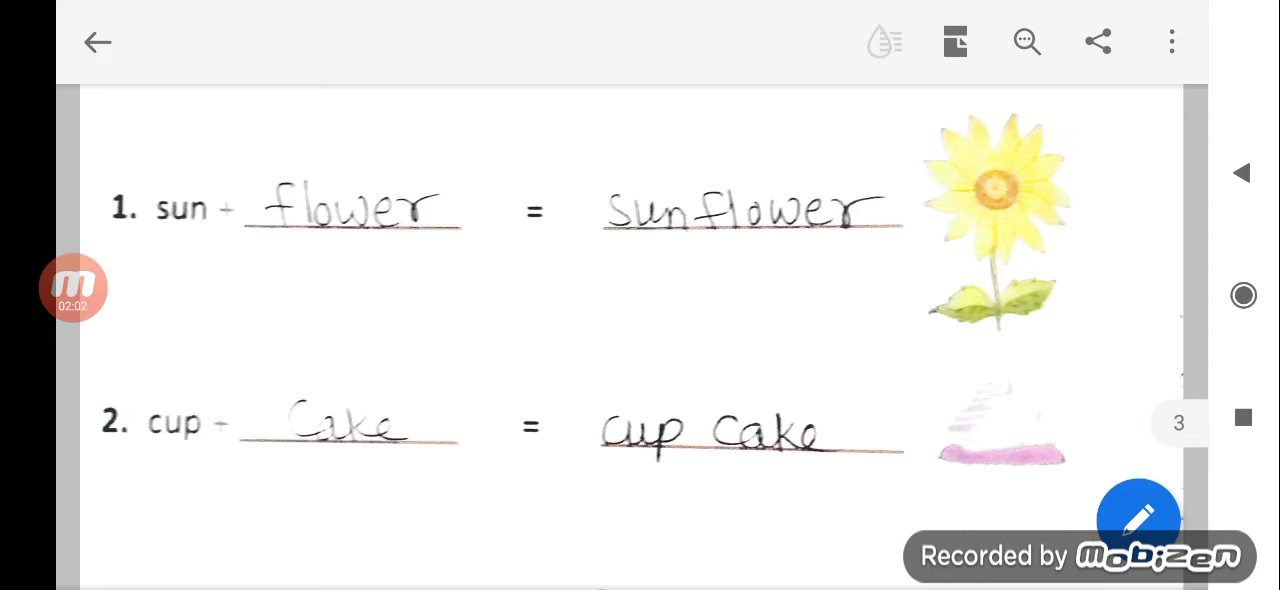 1. sun + flower = sunflower
02:02
2. cup + cake = cup cake
3
Recorded by mobizen